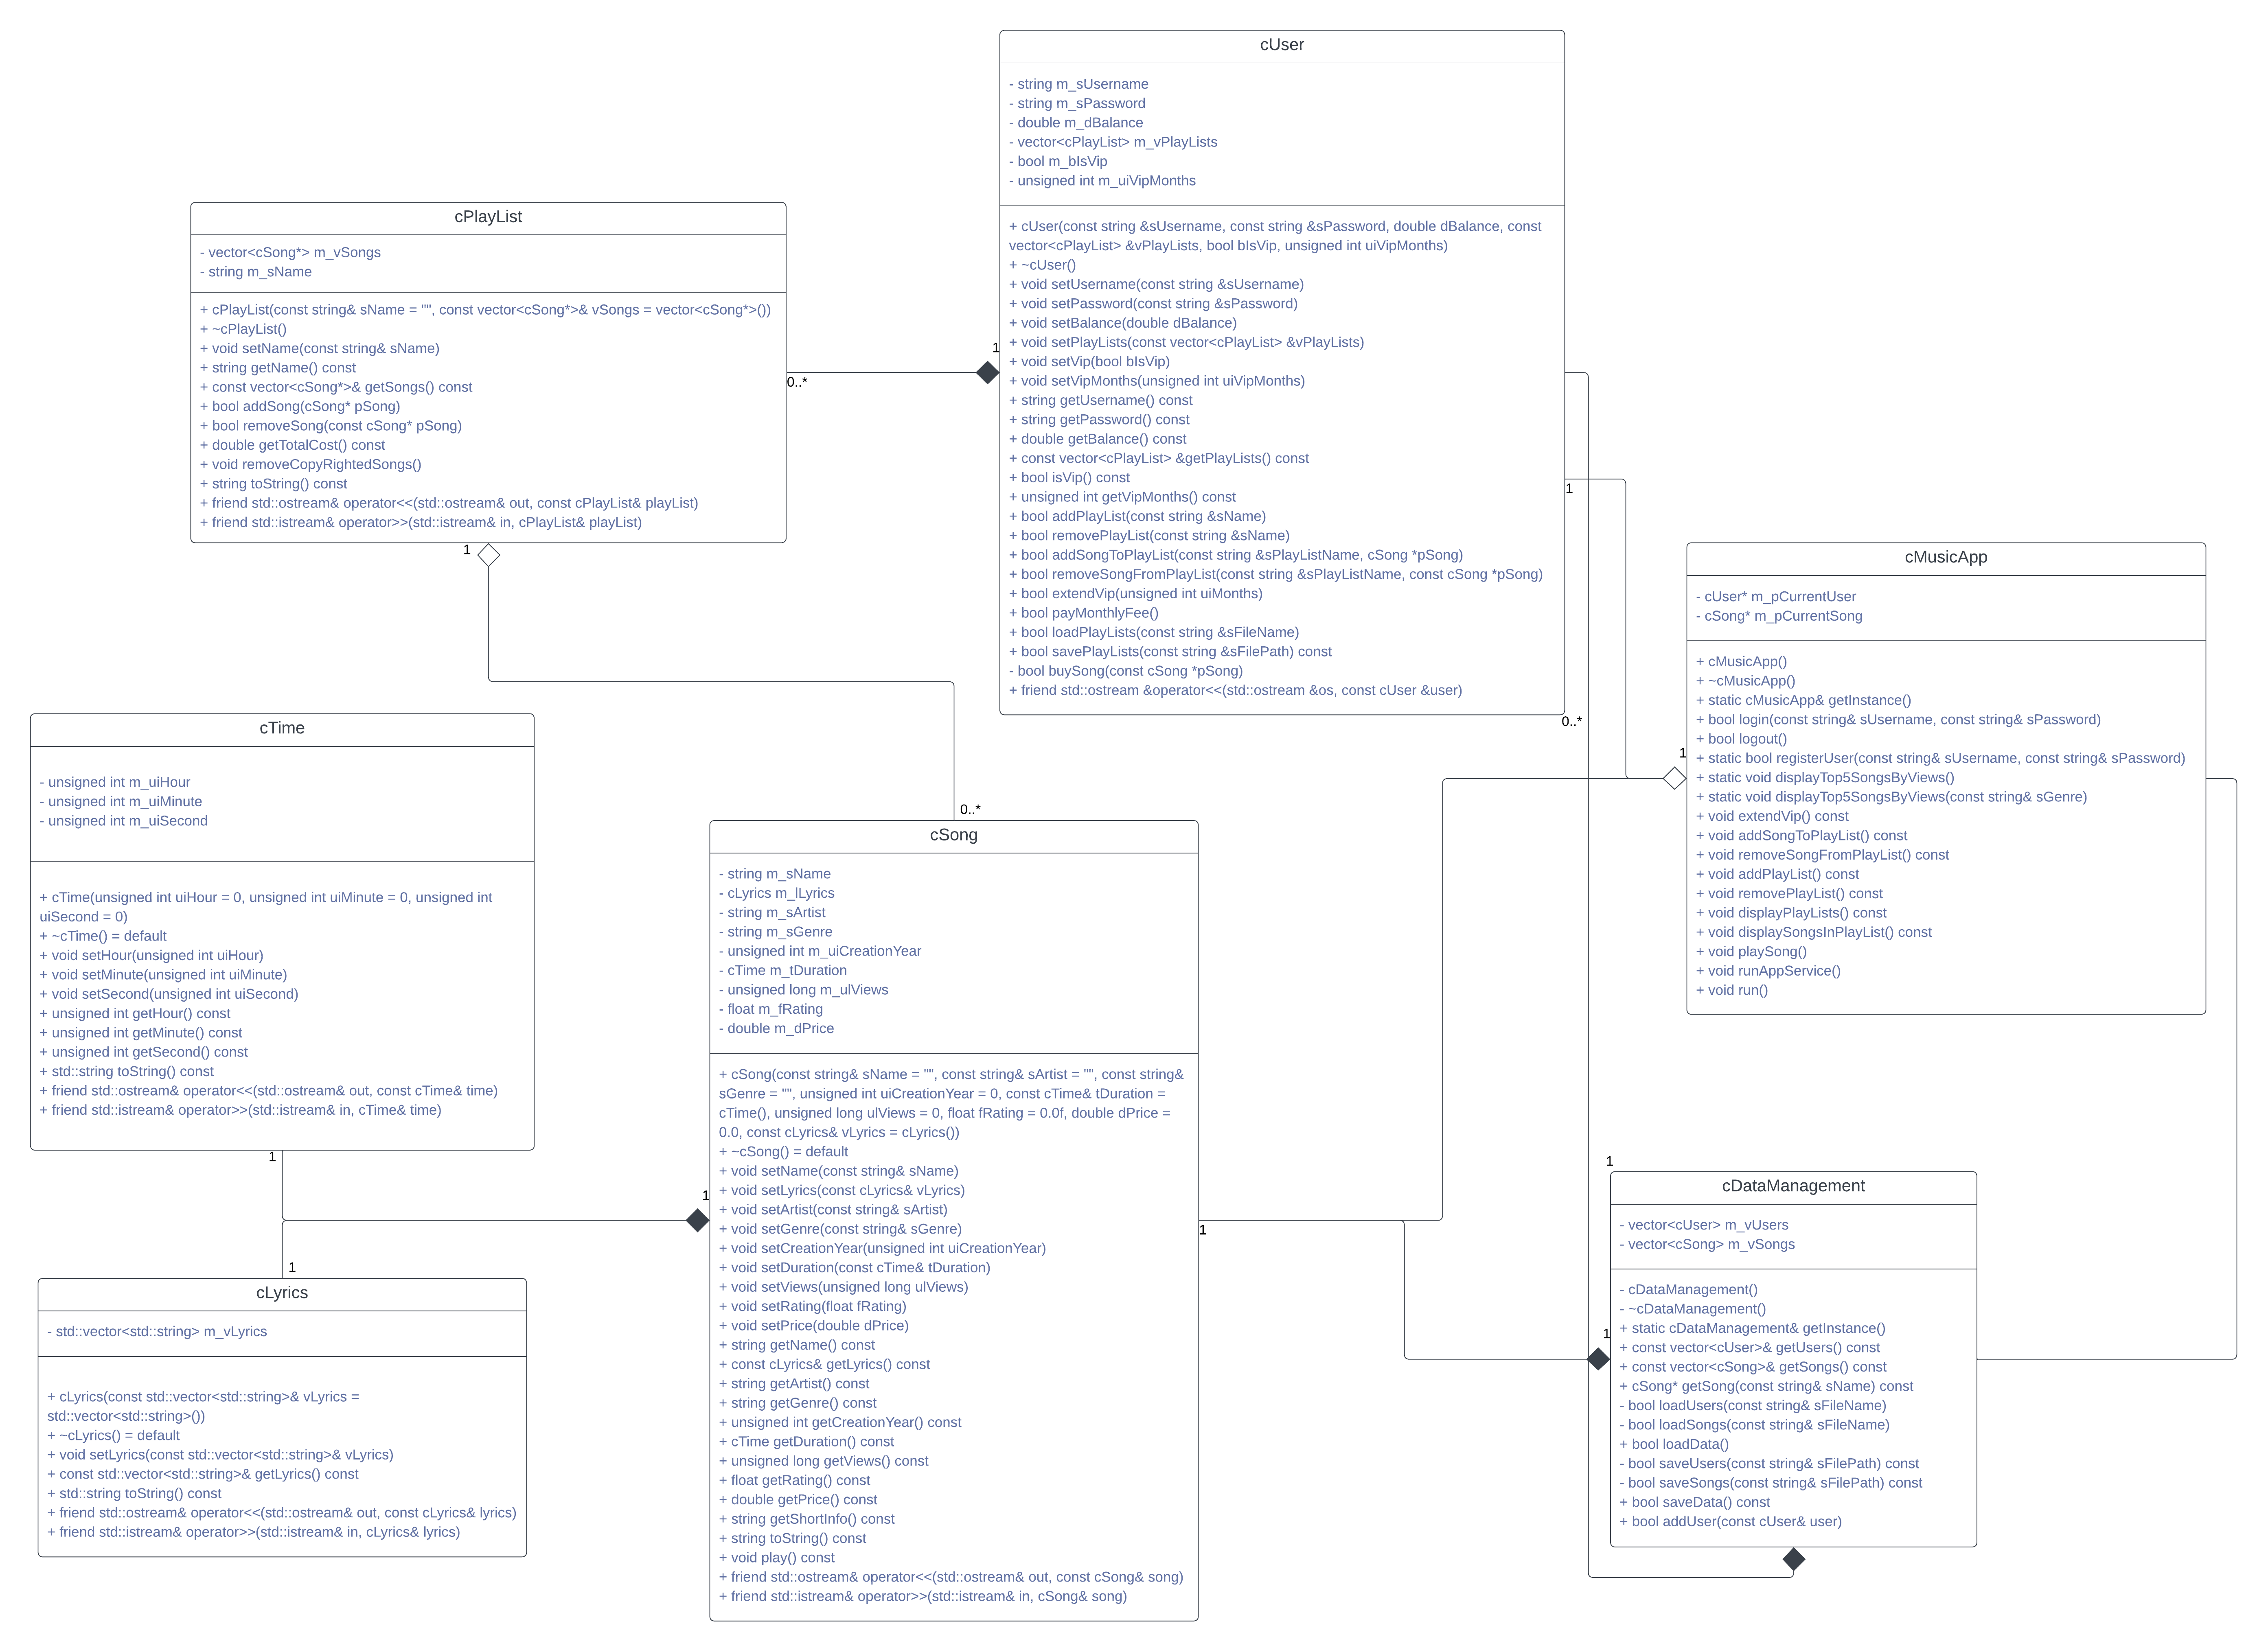 cUser
- string m_sUsername
- string m_sPassword
- double m_dBalance
- vector<cPlayList> m_vPlayLists
- bool m_bIsVip
- unsigned int m_uiVipMonths
+ cUser(const string &sUsername, const string &sPassword, double dBalance, const
vector<cPlayList> &vPlayLists, bool bIsVip, unsigned int uiVipMonths)
+ ~cUser()
+ void setUsername(const string &sUsername)
+ void setPassword(const string &sPassword)
+ void setBalance(double dBalance)
+ void setPlayLists(const vector<cPlayList> &vPlayLists)
+ void setVip(bool bIsVip)
+ void setVipMonths(unsigned int uiVipMonths)
+ string getUsername() const
+ string getPassword() const
+ double getBalance() const
+ const vector<cPlayList> &getPlayLists() const
+ bool isVip() const
+ unsigned int getVipMonths() const
+ bool addPlayList(const string &sName)
+ bool removePlayList(const string &sName)
+ bool addSongToPlayList(const string &sPlayListName, cSong *pSong)
+ bool removeSongFromPlayList(const string &sPlayListName, const cSong *pSong)
+ bool extendVip(unsigned int uiMonths)
+ bool payMonthlyFee()
+ bool loadPlayLists(const string &sFileName)
+ bool savePlayLists(const string &sFilePath) const
- bool buySong(const cSong *pSong)
+ friend std::ostream &operator<<(std::ostream &os, const cUser &user)
cPlayList
- vector<cSong*> m_vSongs
- string m_sName
+ cPlayList(const string& sName = "", const vector<cSong*>& vSongs = vector<cSong*>())
+ ~cPlayList()
+ void setName(const string& sName)
+ string getName() const
+ const vector<cSong*>& getSongs() const
+ bool addSong(cSong* pSong)
+ bool removeSong(const cSong* pSong)
+ double getTotalCost() const
+ void removeCopyRightedSongs()
+ string toString() const
+ friend std::ostream& operator<<(std::ostream& out, const cPlayList& playList)
+ friend std::istream& operator>>(std::istream& in, cPlayList& playList)
1
0..*
1
0..*
1
0..*
1
cMusicApp
- cUser* m_pCurrentUser
- cSong* m_pCurrentSong
+ cMusicApp()
+ ~cMusicApp()
+ static cMusicApp& getInstance()
+ bool login(const string& sUsername, const string& sPassword)
+ bool logout()
+ static bool registerUser(const string& sUsername, const string& sPassword)
+ static void displayTop5SongsByViews()
+ static void displayTop5SongsByViews(const string& sGenre)
+ void extendVip() const
+ void addSongToPlayList() const
+ void removeSongFromPlayList() const
+ void addPlayList() const
+ void removePlayList() const
+ void displayPlayLists() const
+ void displaySongsInPlayList() const
+ void playSong()
+ void runAppService()
+ void run()
cTime
- unsigned int m_uiHour
- unsigned int m_uiMinute
- unsigned int m_uiSecond
+ cTime(unsigned int uiHour = 0, unsigned int uiMinute = 0, unsigned int
uiSecond = 0)
+ ~cTime() = default
+ void setHour(unsigned int uiHour)
+ void setMinute(unsigned int uiMinute)
+ void setSecond(unsigned int uiSecond)
+ unsigned int getHour() const
+ unsigned int getMinute() const
+ unsigned int getSecond() const
+ std::string toString() const
+ friend std::ostream& operator<<(std::ostream& out, const cTime& time)
+ friend std::istream& operator>>(std::istream& in, cTime& time)
1
1
1
cSong
- string m_sName
- cLyrics m_lLyrics
- string m_sArtist
- string m_sGenre
- unsigned int m_uiCreationYear
- cTime m_tDuration
- unsigned long m_ulViews
- float m_fRating
- double m_dPrice
+ cSong(const string& sName = "", const string& sArtist = "", const string&
sGenre = "", unsigned int uiCreationYear = 0, const cTime& tDuration =
cTime(), unsigned long ulViews = 0, float fRating = 0.0f, double dPrice =
0.0, const cLyrics& vLyrics = cLyrics())
+ ~cSong() = default
+ void setName(const string& sName)
+ void setLyrics(const cLyrics& vLyrics)
+ void setArtist(const string& sArtist)
+ void setGenre(const string& sGenre)
+ void setCreationYear(unsigned int uiCreationYear)
+ void setDuration(const cTime& tDuration)
+ void setViews(unsigned long ulViews)
+ void setRating(float fRating)
+ void setPrice(double dPrice)
+ string getName() const
+ const cLyrics& getLyrics() const
+ string getArtist() const
+ string getGenre() const
+ unsigned int getCreationYear() const
+ cTime getDuration() const
+ unsigned long getViews() const
+ float getRating() const
+ double getPrice() const
+ string getShortInfo() const
+ string toString() const
+ void play() const
+ friend std::ostream& operator<<(std::ostream& out, const cSong& song)
+ friend std::istream& operator>>(std::istream& in, cSong& song)
1
1
1
cDataManagement
- vector<cUser> m_vUsers
- vector<cSong> m_vSongs
- cDataManagement()
- ~cDataManagement()
+ static cDataManagement& getInstance()
+ const vector<cUser>& getUsers() const
+ const vector<cSong>& getSongs() const
+ cSong* getSong(const string& sName) const
- bool loadUsers(const string& sFileName)
- bool loadSongs(const string& sFileName)
+ bool loadData()
- bool saveUsers(const string& sFilePath) const
- bool saveSongs(const string& sFilePath) const
+ bool saveData() const
+ bool addUser(const cUser& user)
cLyrics
- std::vector<std::string> m_vLyrics
+ cLyrics(const std::vector<std::string>& vLyrics =
std::vector<std::string>())
+ ~cLyrics() = default
+ void setLyrics(const std::vector<std::string>& vLyrics)
+ const std::vector<std::string>& getLyrics() const
+ std::string toString() const
+ friend std::ostream& operator<<(std::ostream& out, const cLyrics& lyrics)
+ friend std::istream& operator>>(std::istream& in, cLyrics& lyrics)